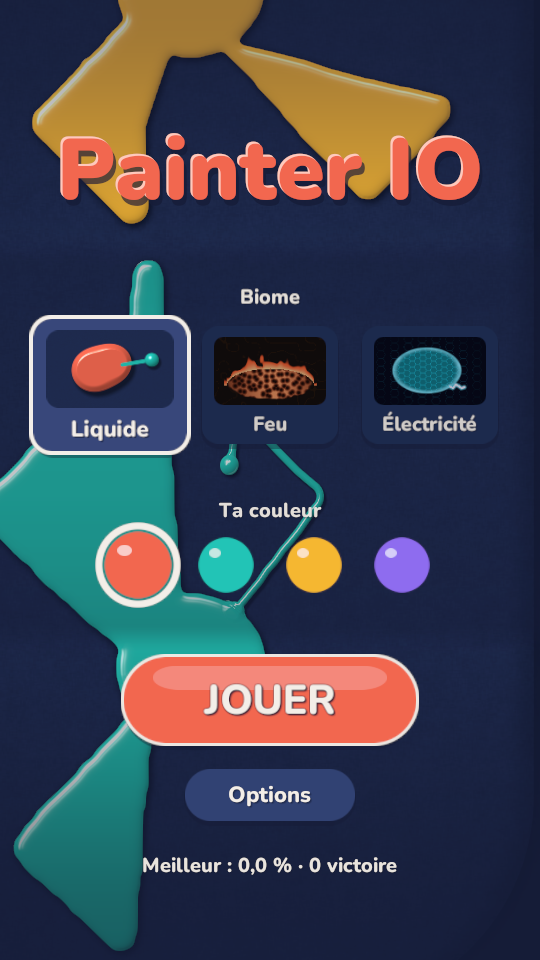 Painter IO
Biome
Liquide
Feu
Électricité
Ta couleur
JOUER
Options
Meilleur : 0,0 % · 0 victoire